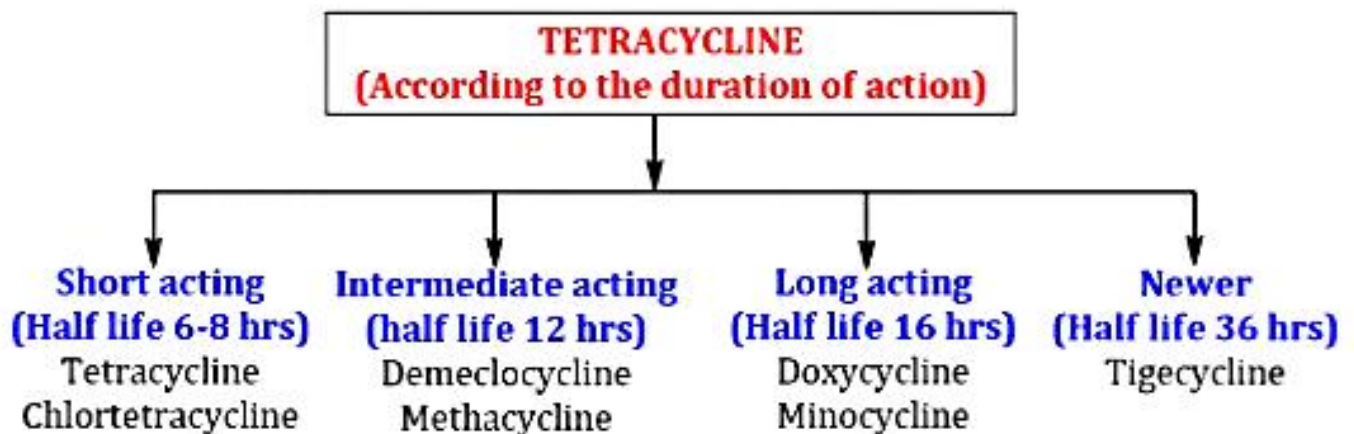 TETRACYCLINE
(According to the duration of action)
Short acting
(Half life 6-8 hrs)
Tetracycline
Chlortetracycline
Intermediate acting
(half life 12 hrs)
Demeclocycline
Methacycline
Long acting
(Half life 16 hrs)
Doxycycline
Minocycline
Newer
(Half life 36 hrs)
Tigecycline